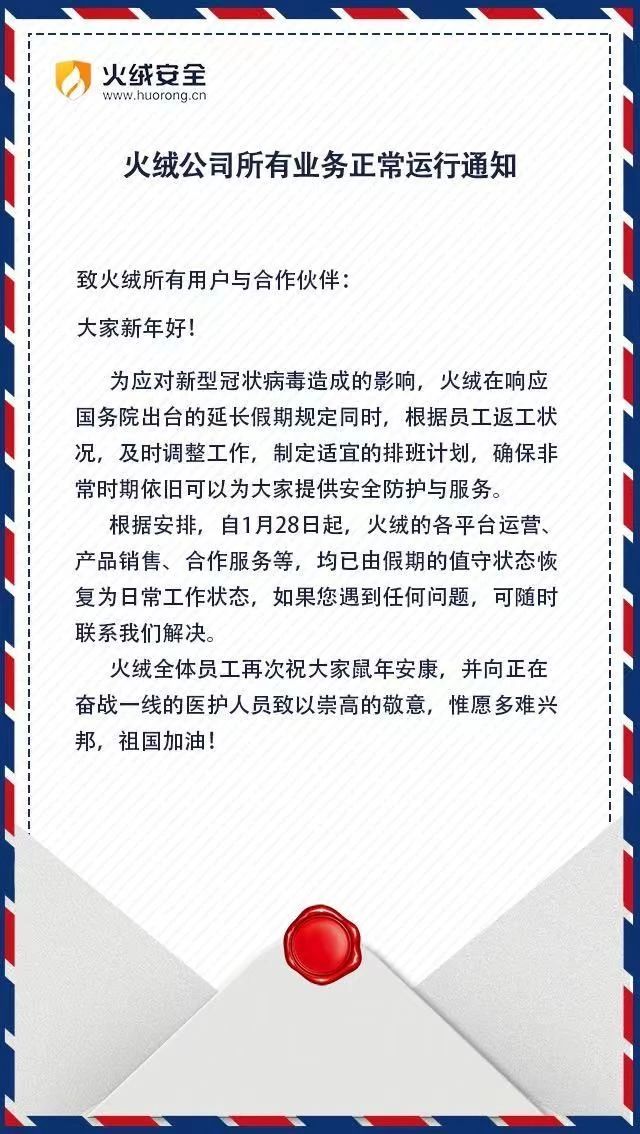 火绒安全
www.huorong.cn
火绒公司所有业务正常运行通知
致火绒所有用户与合作伙伴：
大家新年好！
为应对新型冠状病毒造成的影响，火绒在响应
国务院出台的延长假期规定同时，根据员工返工状
况，及时调整工作，制定适宜的排班计划，确保非
常时期依旧可以为大家提供安全防护与服务。
根据安排，自1月28日起，火绒的各平台运营、
产品销售、合作服务等，均已由假期的值守状态恢
复为日常工作状态，如果您遇到任何问题，可随时
联系我们解决。
火绒全体员工再次祝大家鼠年安康，并向正在
奋战一线的医护人员致以崇高的敬意，惟愿多难兴
邦，祖国加油！